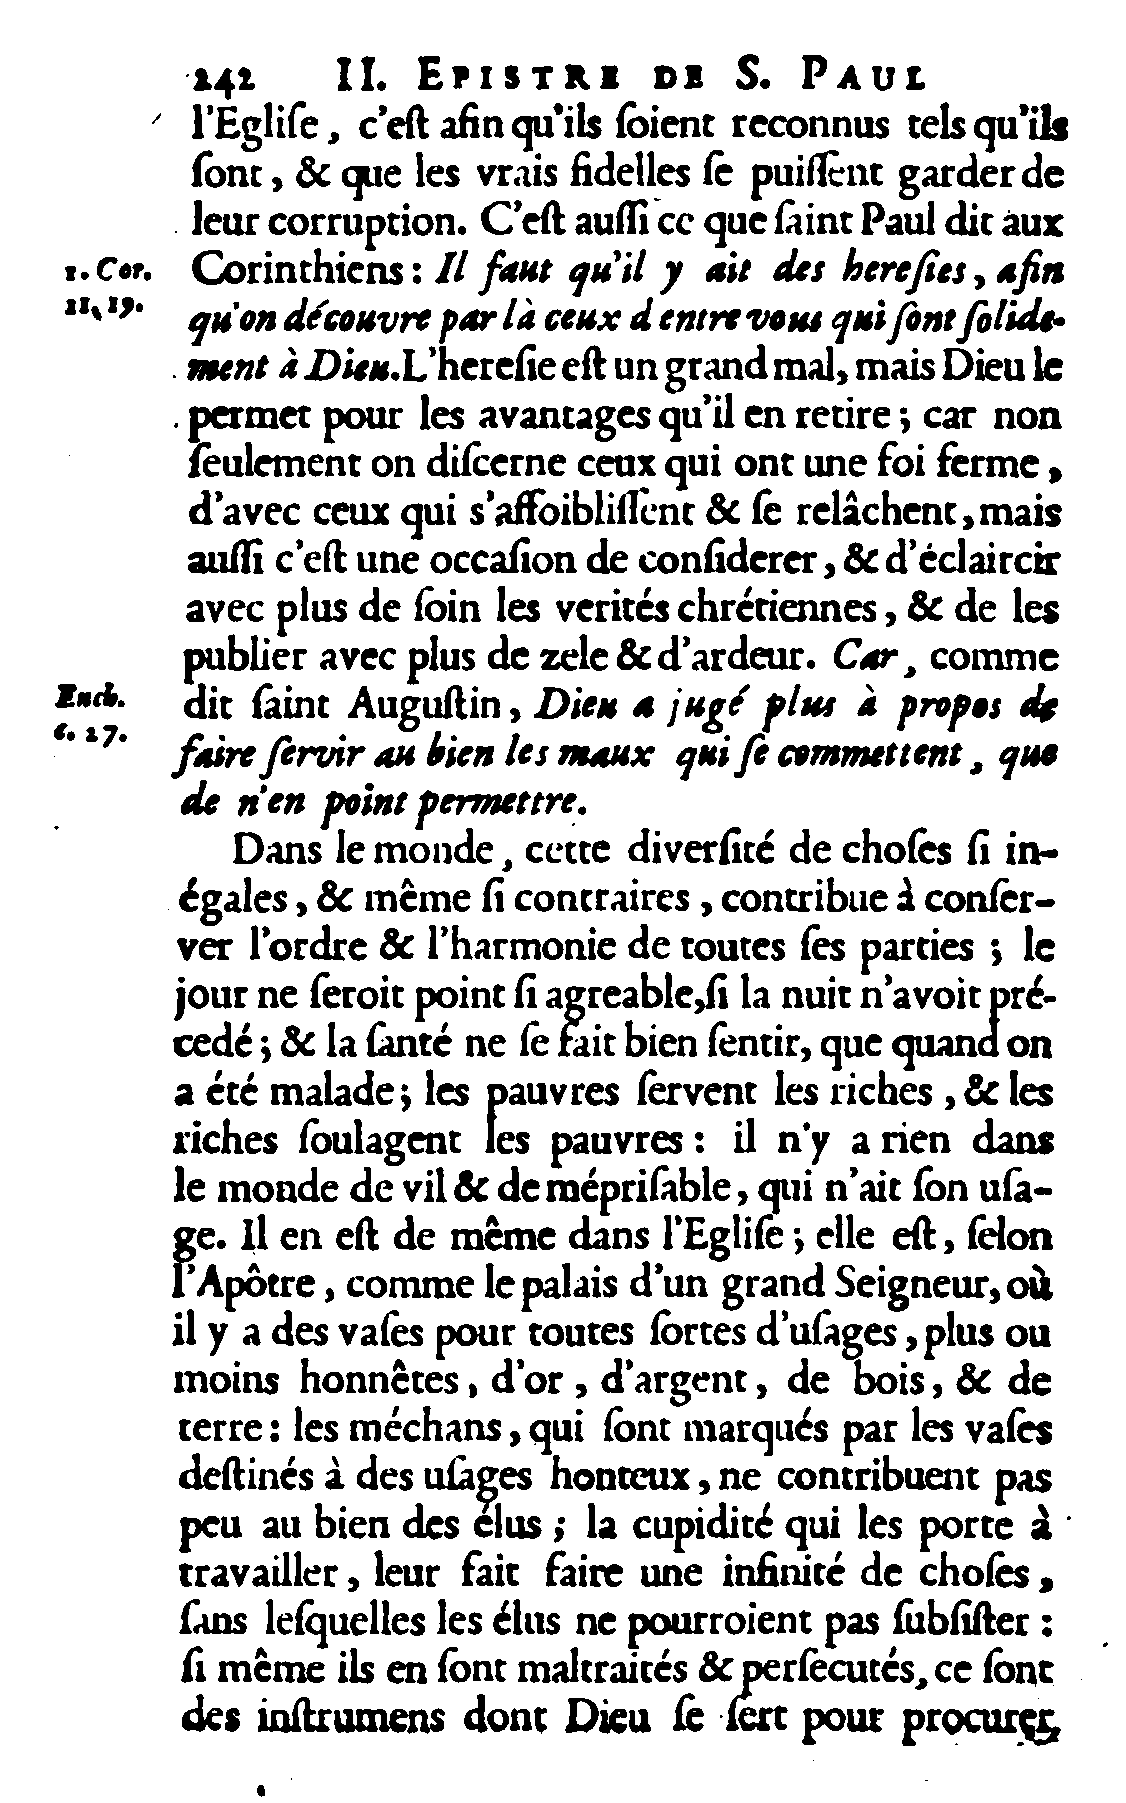 242 II. EPISTRE DE S. PAUL
l'Egliſe, c'eſt afin qu'ils ſoient reconnus tels qu'ils
ſont, & que les vrais fidelles ſe puiſſent garder de
leur corruption. C'eſt auſſi ce que ſaint Paul dit aux
1. Cor. Corinthiens: Il faut qu'il y ait des hereſies, afin
11, 19. qu'on découvre par là ceux d entre vous qui ſont ſolide-
ment à Dieu. L'hereſie eſt un grand mal, mais Dieu le
permet pour les avantages qu'il en retire; car non
ſeulement on diſcerne ceux qui ont une foi ferme,
d'avec ceux qui s'affoibliſſent & ſe relâchent, mais
auſſi c'eſt une occaſion de conſiderer, & d'éclaircir
avec plus de ſoin les verités chrétiennes, & de les
publier avec plus de zele & d'ardeur. Car, comme
Ench. dit ſaint Auguſtin, Dieu a jugé plus à propos de
c. 27. faire ſervir au bien les maux qui ſe commettent, que
de n'en point permettre.
Dans le monde, cette diverſité de choſes ſi in-
égales, & même ſi contraires, contribue à conſer-
ver l'ordre & l'harmonie de toutes ſes parties; le
jour ne ſeroit point ſi agreable, ſi la nuit n'avoit pré-
cedé; & la ſanté ne ſe fait bien ſentir, que quand on
a été malade; les pauvres ſervent les riches, & les
riches ſoulagent les pauvres: il n'y a rien dans
le monde de vil & de mépriſable, qui n'ait ſon uſa-
ge. Il en eſt de même dans l'Egliſe; elle eſt, ſelon
l'Apôtre, comme le palais d'un grand Seigneur, où
il y a des vaſes pour toutes ſortes d'uſages, plus ou
moins honnêtes, d'or, d'argent, de bois, & de
terre: les méchans, qui ſont marqués par les vaſes
deſtinés à des uſages honteux, ne contribuent pas
peu au bien des élus; la cupidité qui les porte à
travailler, leur fait faire une infinité de choſes,
ſans leſquelles les élus ne pourroient pas ſubſiſter:
ſi même ils en ſont maltraités & perſecutés, ce ſont
des inſtrumens dont Dieu ſe ſert pour procurer